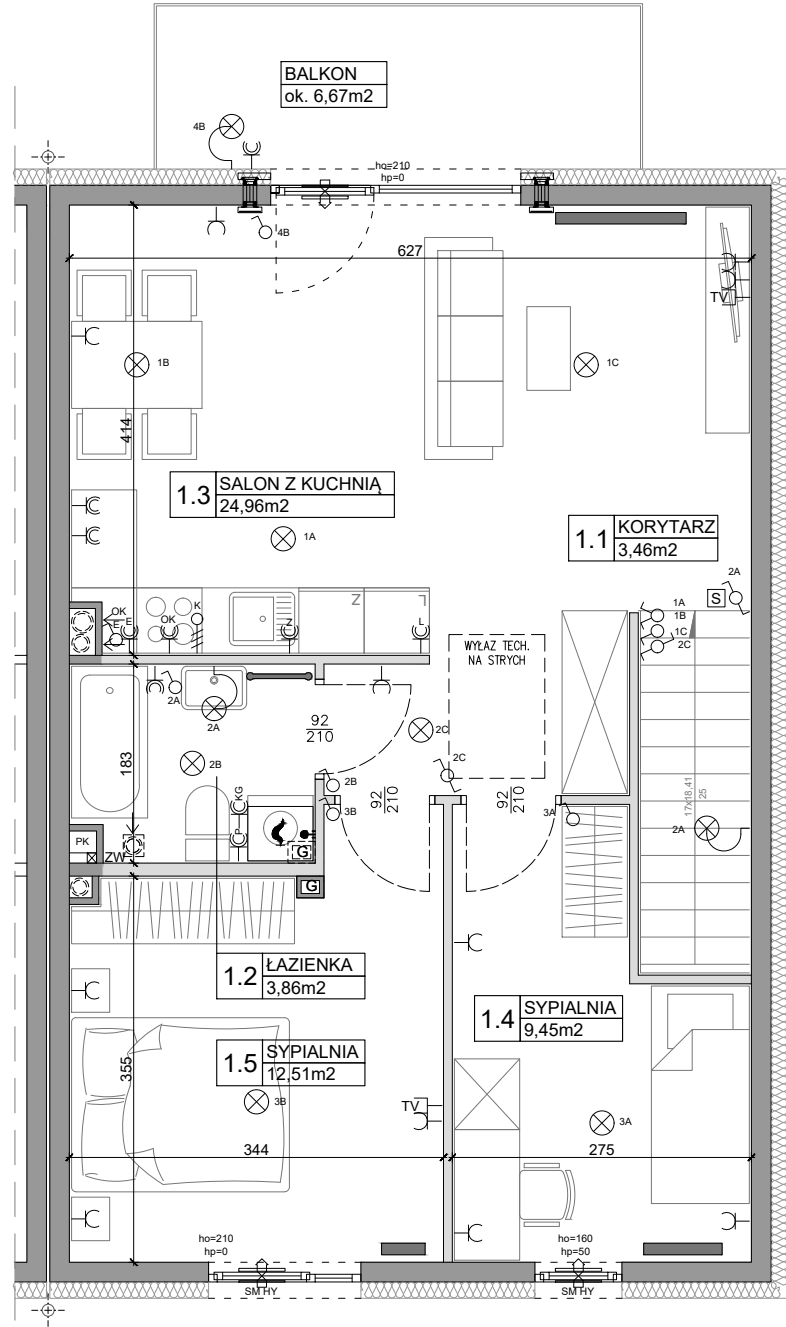 BALKON
ok. 6,67m2
4B
ho=210
hp=0
4B
627
TV
1B
1C
414
1.3 SALON Z KUCHNIĄ
24,96m2
1A
1.1 KORYTARZ
3,46m2
2A
S
1A
1B
1C
2C
OK
E
E
OK
K
Z
L
Z
L
WYŁAZ TECH.
NA STRYCH
2A
2A
92
210
2C
2C
183
2B
2B
3B
92
210
92
210
3A
17x18,41
25
2A
KG
P
PK
ZW
G
G
1.2 ŁAZIENKA
3,86m2
1.4 SYPIALNIA
9,45m2
1.5 SYPIALNIA
12,51m2
355
3B
TV
3A
344
275
ho=210
hp=0
ho=160
hp=50
SM HY
SM HY